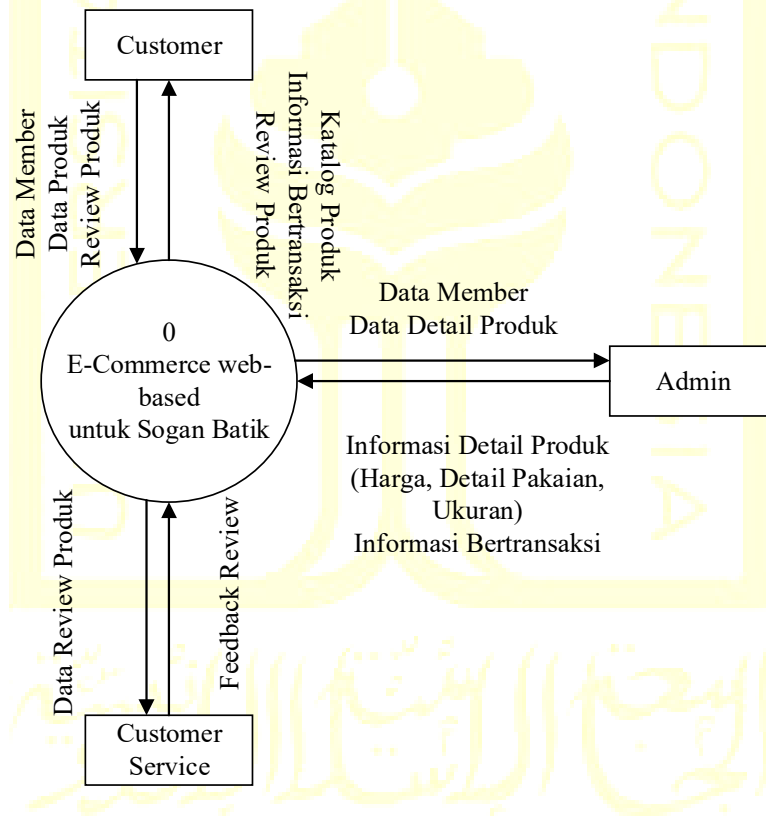 Customer
Data Member
Data Produk
Review Produk
Katalog Produk
Informasi Bertransaksi
Review Produk
0
E-Commerce web-
based
untuk Sogan Batik
Data Member
Data Detail Produk
Admin
Informasi Detail Produk
(Harga, Detail Pakaian,
Ukuran)
Informasi Bertransaksi
Data Review Produk
Feedback Review
Customer
Service
INDONESIA